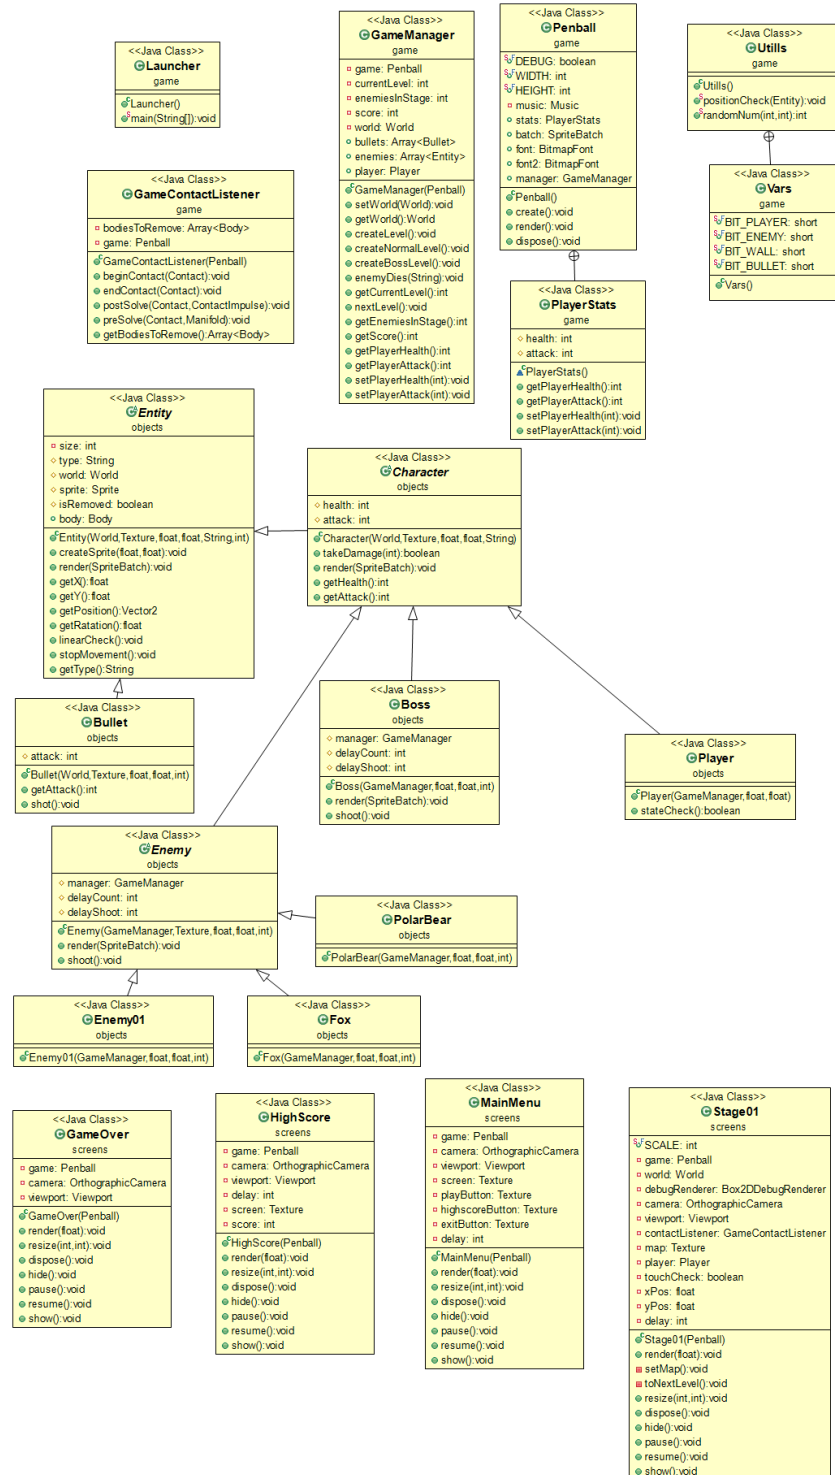 <<Java Class>>
Launcher
game
Launcher()
main(String[]):void
<<Java Class>>
GameManager
game
game: Penball
currentLevel: int
enemiesInStage: int
score: int
world: World
bullets: Array<Bullet>
enemies: Array<Entity>
player: Player
GameManager(Penball)
setWorld(World):void
getWorld():World
createLevel():void
createNormalLevel():void
createBossLevel():void
enemyDies(String):void
getCurrentLevel():int
nextLevel():void
getEnemiesInStage():int
getScore():int
getPlayerHealth():int
getPlayerAttack():int
setPlayerHealth(int):void
setPlayerAttack(int):void
<<Java Class>>
Penball
game
DEBUG: boolean
WIDTH: int
HEIGHT: int
music: Music
stats: PlayerStats
batch: SpriteBatch
font: BitmapFont
font2: BitmapFont
manager: GameManager
Penball()
create():void
render():void
dispose():void
<<Java Class>>
Utills
game
Utills()
positionCheck(Entity):void
randomNum(int,int):int
<<Java Class>>
Vars
game
BIT_PLAYER: short
BIT_ENEMY: short
BIT_WALL: short
BIT_BULLET: short
Vars()
<<Java Class>>
GameContactListener
game
bodiesToRemove: Array<Body>
game: Penball
GameContactListener(Penball)
beginContact(Contact):void
endContact(Contact):void
postSolve(Contact,ContactImpulse):void
preSolve(Contact,Manifold):void
getBodiesToRemove():Array<Body>
<<Java Class>>
PlayerStats
game
health: int
attack: int
PlayerStats()
getPlayerHealth():int
getPlayerAttack():int
setPlayerHealth(int):void
setPlayerAttack(int):void
<<Java Class>>
Entity
objects
size: int
type: String
world: World
sprite: Sprite
isRemoved: boolean
body: Body
Entity(World,Texture,float,float,String,int)
createSprite(float,float):void
render(SpriteBatch):void
getX():float
getY():float
getPosition():Vector2
getRatation():float
linearCheck():void
stopMovement():void
getType():String
<<Java Class>>
Character
objects
health: int
attack: int
Character(World,Texture,float,float,String)
takeDamage(int):boolean
render(SpriteBatch):void
getHealth():int
getAttack():int
<<Java Class>>
Bullet
objects
attack: int
Bullet(World,Texture,float,float,int)
getAttack():int
shot():void
<<Java Class>>
Boss
objects
manager: GameManager
delayCount: int
delayShoot: int
Boss(GameManager,float,float,int)
render(SpriteBatch):void
shoot():void
<<Java Class>>
Player
objects
Player(GameManager,float,float)
stateCheck():boolean
<<Java Class>>
Enemy
objects
manager: GameManager
delayCount: int
delayShoot: int
Enemy(GameManager,Texture,float,float,int)
render(SpriteBatch):void
shoot():void
<<Java Class>>
PolarBear
objects
PolarBear(GameManager,float,float,int)
<<Java Class>>
Enemy01
objects
Enemy01(GameManager,float,float,int)
<<Java Class>>
Fox
objects
Fox(GameManager,float,float,int)
<<Java Class>>
GameOver
screens
game: Penball
camera: OrthographicCamera
viewport: Viewport
GameOver(Penball)
render(float):void
resize(int,int):void
dispose():void
hide():void
pause():void
resume():void
show():void
<<Java Class>>
HighScore
screens
game: Penball
camera: OrthographicCamera
viewport: Viewport
delay: int
screen: Texture
score: int
HighScore(Penball)
render(float):void
resize(int,int):void
dispose():void
hide():void
pause():void
resume():void
show():void
<<Java Class>>
MainMenu
screens
game: Penball
camera: OrthographicCamera
viewport: Viewport
screen: Texture
playButton: Texture
highscoreButton: Texture
exitButton: Texture
delay: int
MainMenu(Penball)
render(float):void
resize(int,int):void
dispose():void
hide():void
pause():void
resume():void
show():void
<<Java Class>>
Stage01
screens
SCALE: int
game: Penball
world: World
debugRenderer: Box2DDebugRenderer
camera: OrthographicCamera
viewport: Viewport
contactListener: GameContactListener
map: Texture
player: Player
touchCheck: boolean
xPos: float
yPos: float
delay: int
Stage01(Penball)
render(float):void
setMap():void
toNextLevel():void
resize(int,int):void
dispose():void
hide():void
pause():void
resume():void
show():void